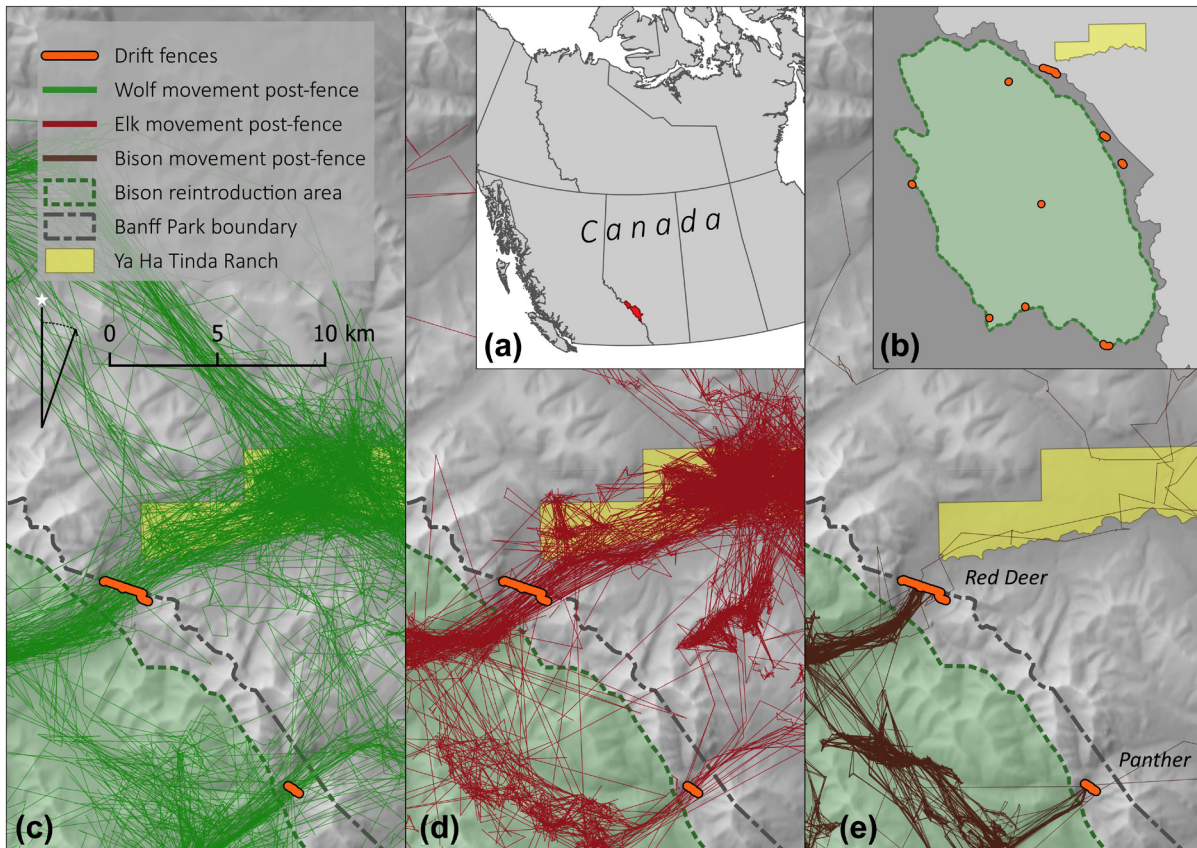 Drift fences
Wolf movement post-fence
Elk movement post-fence
Bison movement post-fence
Bison reintroduction area
Banff Park boundary
Ya Ha Tinda Ranch
0 5 10 km
Canada
(a)
(b)
Red Deer
Panther
(c)
(d)
(e)